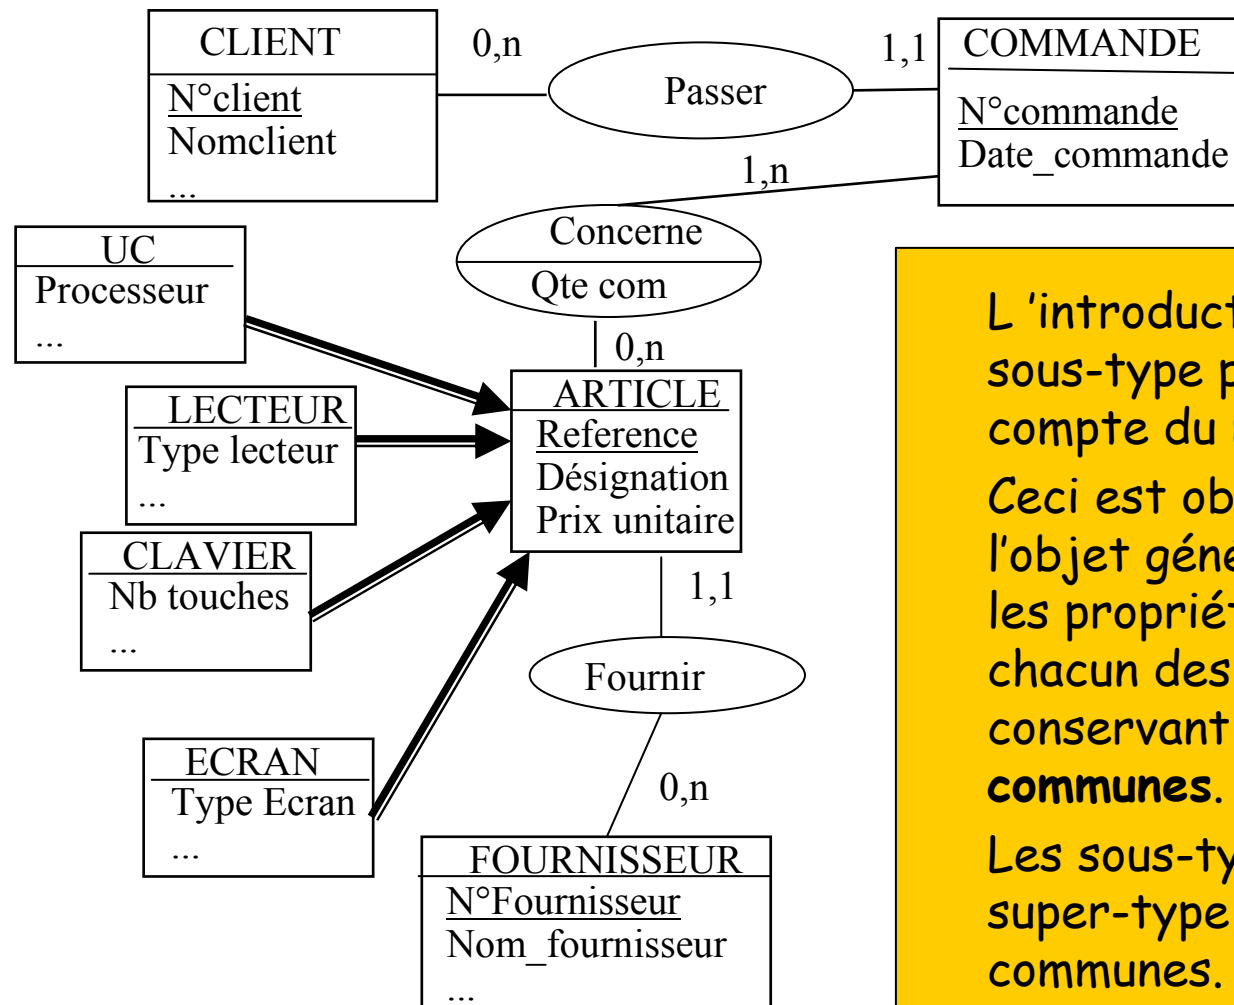 CLIENT
N°client
Nomclient
...
0,n
Passer
1,1
COMMANDE
N°commande
Date_commande
1,n
Concerne
Qte com
0,n
UC
Processeur
...
LECTEUR
Type lecteur
...
CLAVIER
Nb touches
...
ECRAN
Type Ecran
...
ARTICLE
Reference
Désignation
Prix unitaire
1,1
Fournir
0,n
FOURNISSEUR
N°Fournisseur
Nom_fournisseur
...
L ’introduct
sous-type p
compte du
Ceci est ob
l’objet géné
les propriét
chacun des
conservant
communes.
Les sous-ty
super-type
communes.